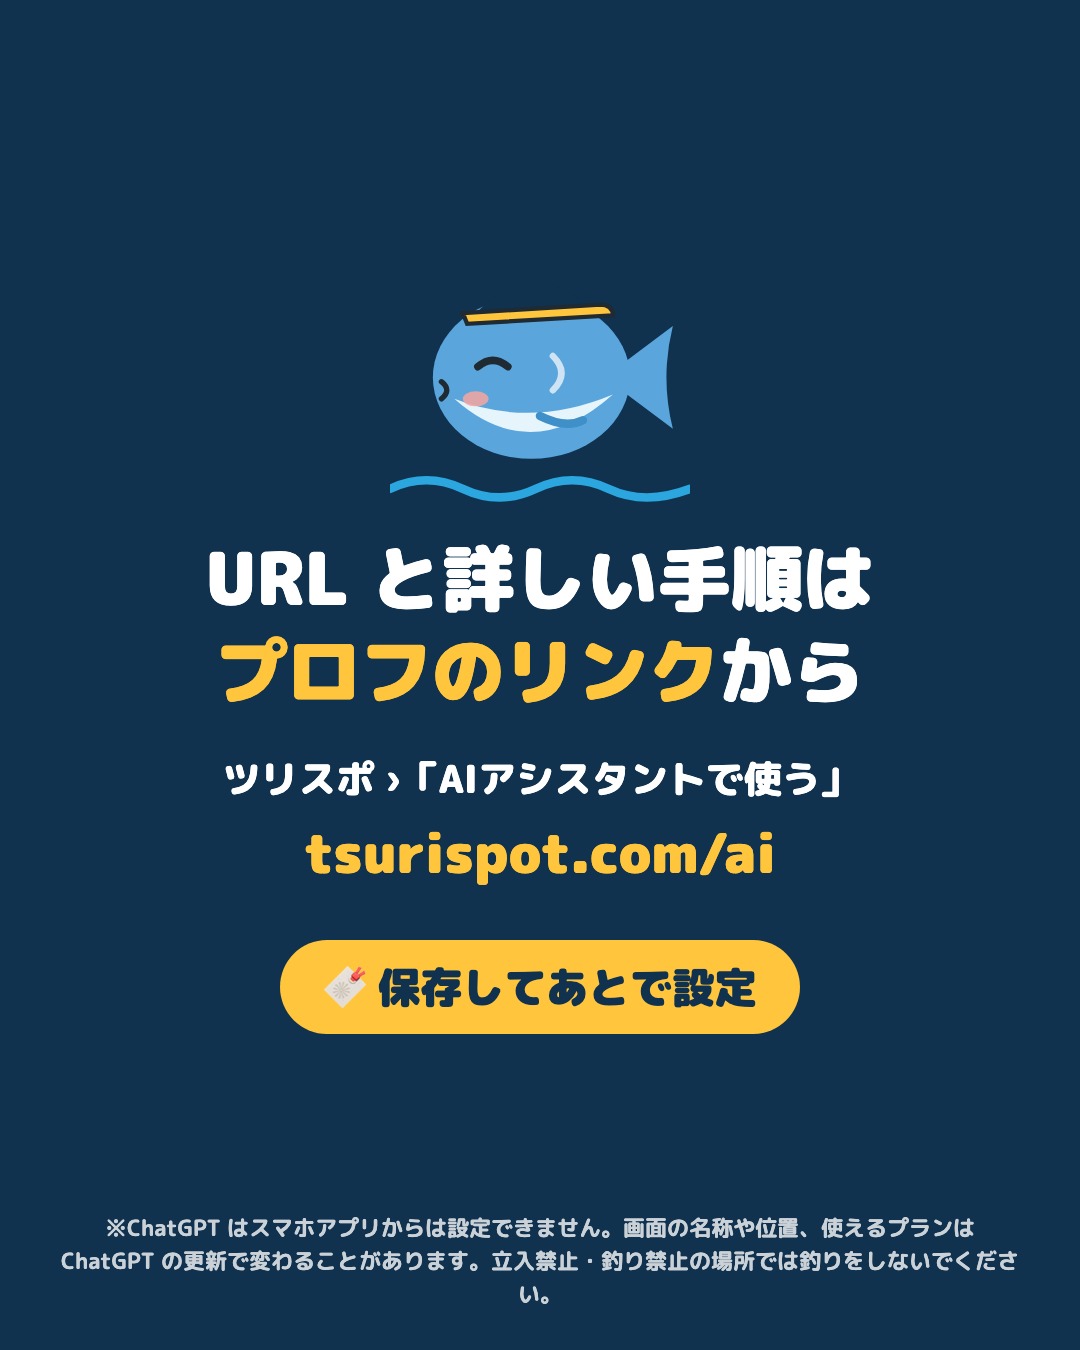 URL と詳しい手順は
プロフのリンクから
ツリスポ ›「AIアシスタントで使う」
tsurispot.com/ai
保存してあとで設定
※ChatGPT はスマホアプリからは設定できません。画面の名称や位置、使えるプランは
ChatGPT の更新で変わることがあります。立入禁止・釣り禁止の場所では釣りをしないでくださ
い。